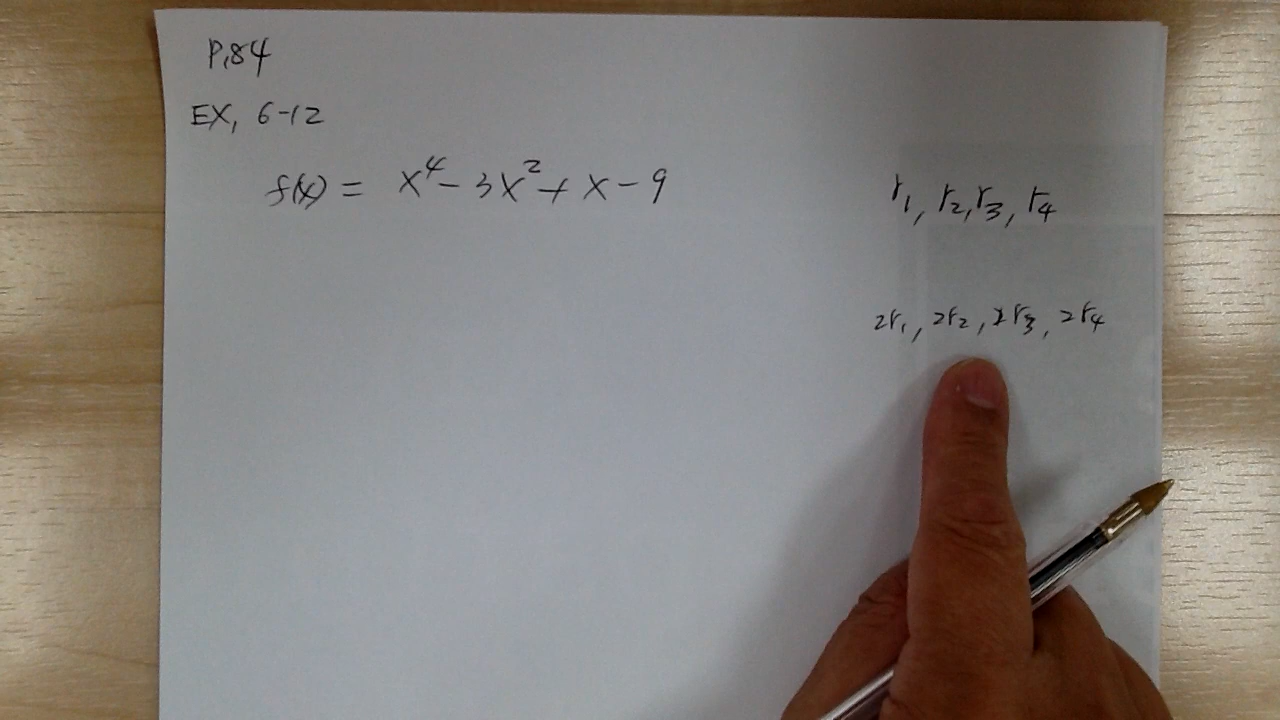 P.84
EX. 6-12
f(x) = x⁴ - 3x² + x - 9
r₁, r₂, r₃, r₄
2r₁, 2r₂, 2r₃, 2r₄